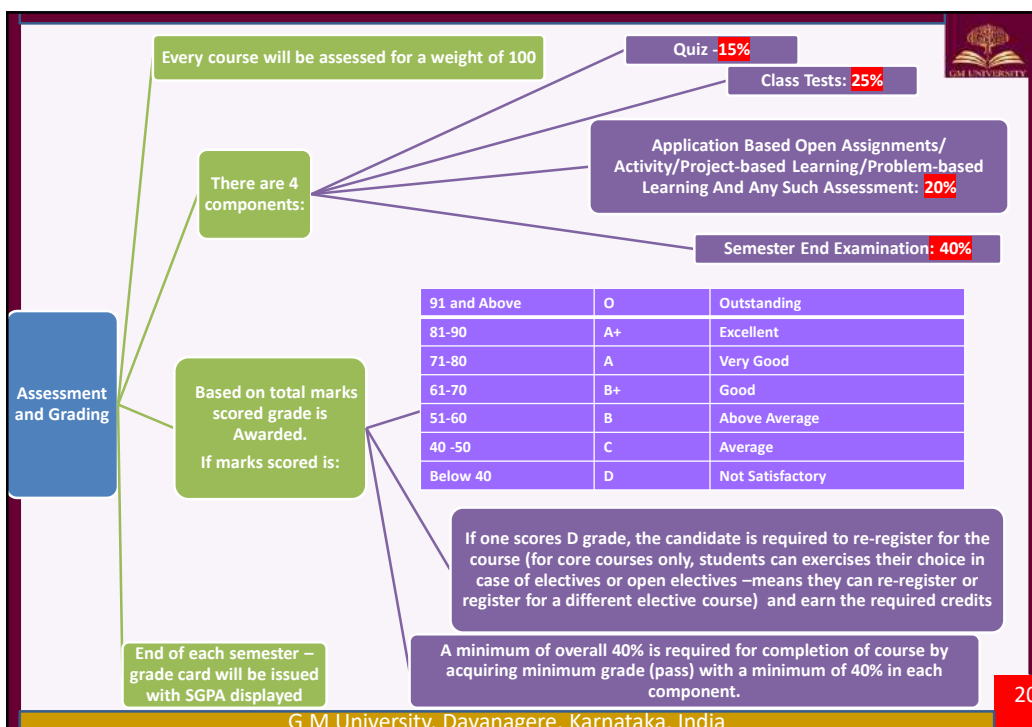 Every course will be assessed for a weight of 100
Quiz -15%
GM UNIVERSITY
Class Tests: 25%
Application Based Open Assignments/
Activity/Project-based Learning/Problem-based
Learning And Any Such Assessment: 20%
There are 4
components:
Semester End Examination: 40%
Assessment
and Grading
Based on total marks
scored grade is
Awarded.
If marks scored is:
91 and Above O Outstanding
81-90 A+ Excellent
71-80 A Very Good
61-70 B+ Good
51-60 B Above Average
40 -50 C Average
Below 40 D Not Satisfactory
If one scores D grade, the candidate is required to re-register for the
course (for core courses only, students can exercises their choice in
case of electives or open electives –means they can re-register or
register for a different elective course) and earn the required credits
A minimum of overall 40% is required for completion of course by
acquiring minimum grade (pass) with a minimum of 40% in each
component.
End of each semester –
grade card will be issued
with SGPA displayed
20
G M University, Davanagere, Karnataka, India